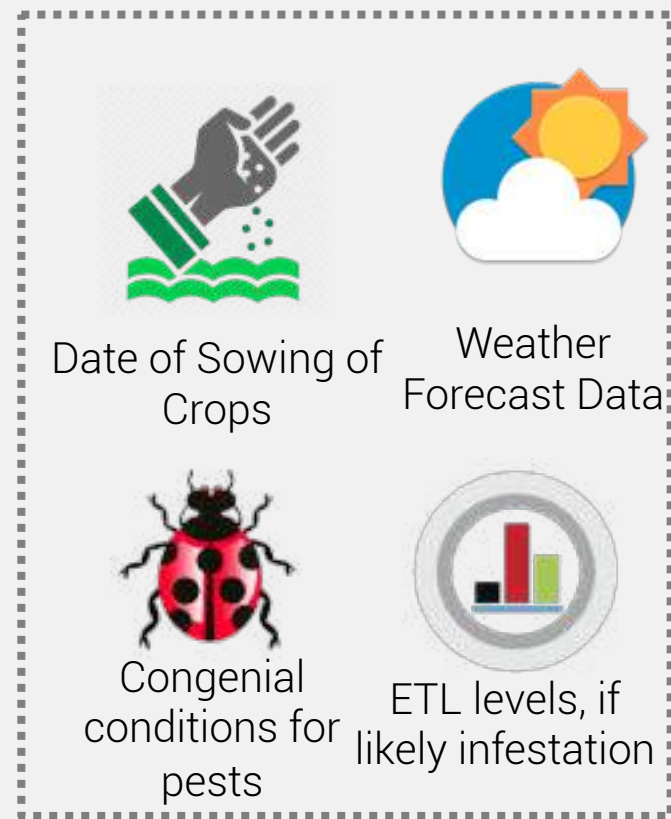 Date of Sowing of
Crops
Weather
Forecast Data
Congenial
conditions for
pests
ETL levels, if
likely infestation